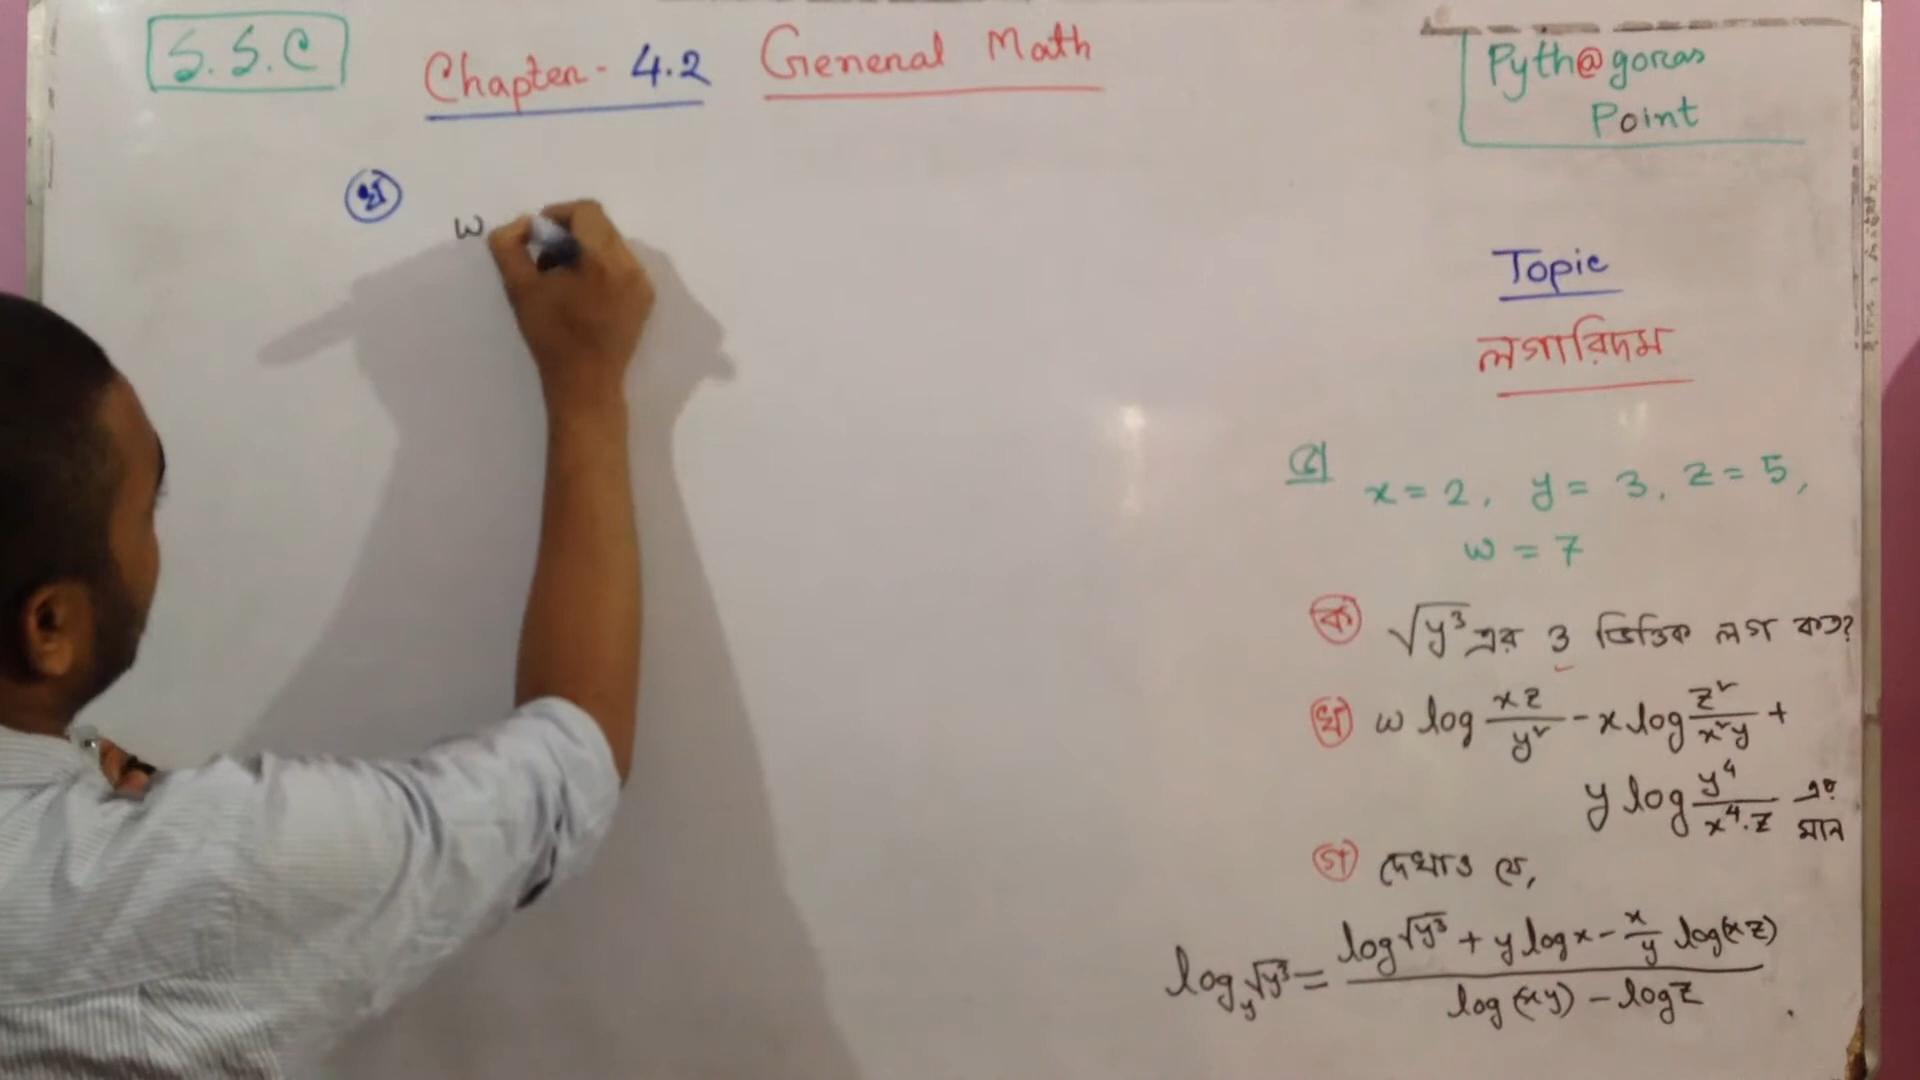 S.S.C
Chapter - 4.2 General Math
Pyth@goras
Point
খ
w
Topic
লগারিদম
x = 2, y = 3, z = 5,
w = 7
ক √y³ এর 3 ভিত্তিক লগ কত?
খ w log xz/y² - x log z²/x²y +
y log y⁴/x⁴.z এর মান
গ দেখাও যে,
log_y √y³ = (log√y³ + y log x - x/y log(xz)) / (log(xy) - log z)